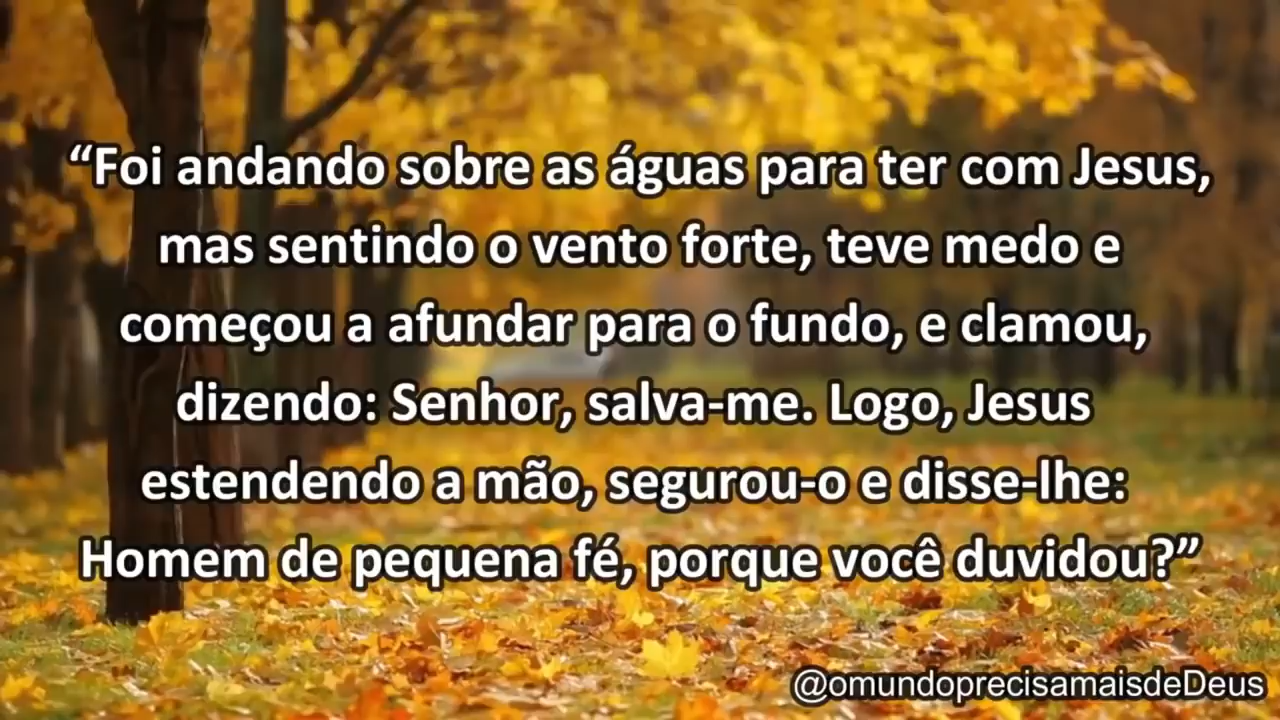 “Foi andando sobre as águas para ter com Jesus,
mas sentindo o vento forte, teve medo e
começou a afundar para o fundo, e clamou,
dizendo: Senhor, salva-me. Logo, Jesus
estendendo a mão, segurou-o e disse-lhe:
Homem de pequena fé, porque você duvidou?”
@omundoprecisamaisdeDeus